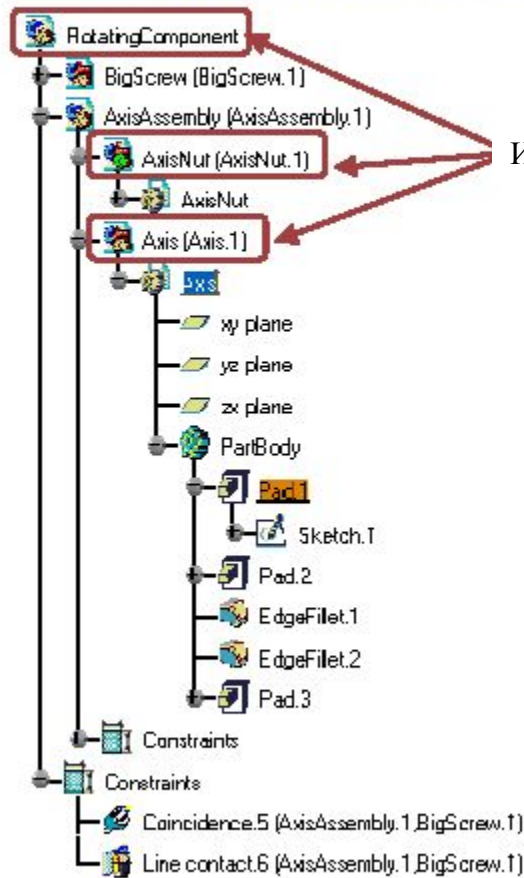 RotatingComponent
BigScrew (BigScrew.1)
AxisAssembly (AxisAssembly.1)
И
AxisNut (AxisNut.1)
AxisNut
Axis (Axis.1)
Axis
xy plane
yz plane
zx plane
PartBody
Pad.1
Sketch.1
Pad.2
EdgeFillet.1
EdgeFillet.2
Pad.3
Constraints
Constraints
Coincidence.5 (AxisAssembly.1,BigScrew.1)
Line contact.6 (AxisAssembly.1,BigScrew.1)